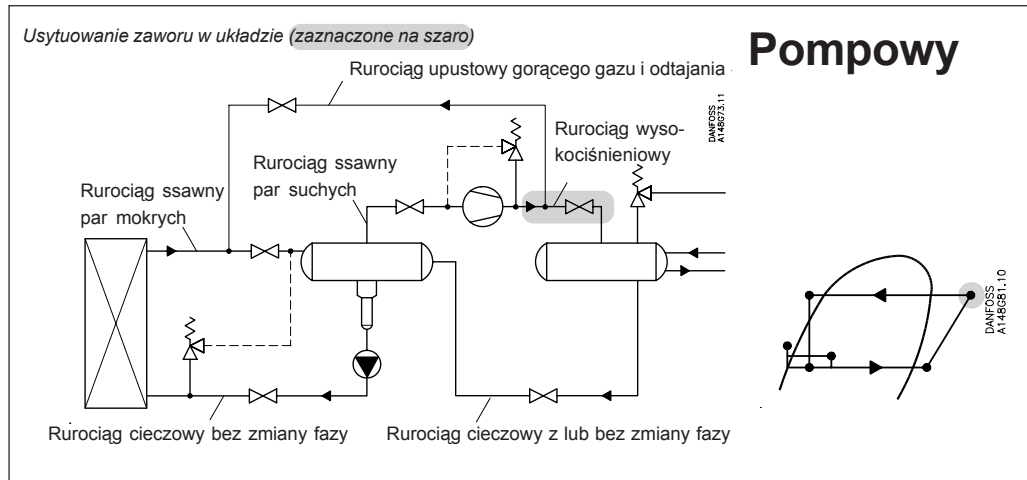 Usytuowanie zaworu w układzie (zaznaczone na szaro)
Pompowy
Rurociąg upustowy gorącego gazu i odtajania
DANFOSS
A148G73.11
Rurociąg wyso-
kociśnieniowy
Rurociąg ssawny
par suchych
Rurociąg ssawny
par mokrych
DANFOSS
A148G81.10
Rurociąg cieczowy bez zmiany fazy
Rurociąg cieczowy z lub bez zmiany fazy